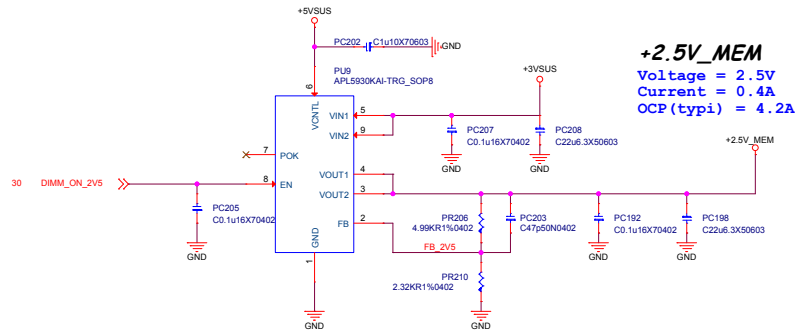 +5VSUS
PC202 C1u10X70603
GND
PU9
APL5930KAI-TRG_SOP8
+3VSUS
+2.5V_MEM
Voltage = 2.5V
Current = 0.4A
OCP(typi) = 4.2A
6
VCNTL
VIN1 5
VIN2 9
PC207
C0.1u16X70402
PC208
C22u6.3X50603
GND
GND
+2.5V_MEM
7 POK
VOUT1 4
VOUT2 3
30 DIMM_ON_2V5
8 EN
PC205
C0.1u16X70402
GND
FB 2
GND
1
PR206
4.99KR1%0402
PC203
C47p50N0402
PC192
C0.1u16X70402
PC198
C22u6.3X50603
FB_2V5
GND
GND
PR210
2.32KR1%0402
GND
GND